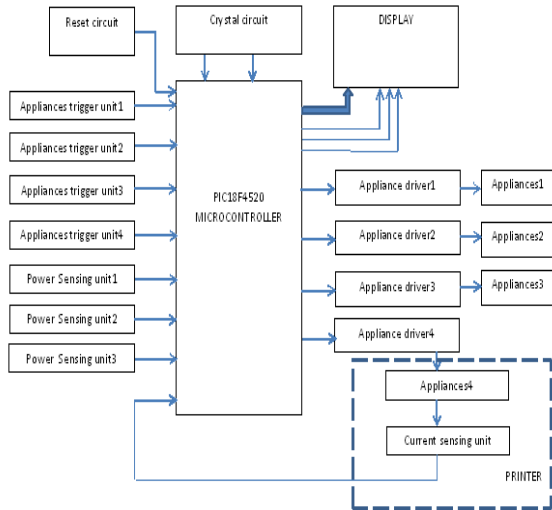 Reset circuit
Crystal circuit
DISPLAY
Appliances trigger unit1
Appliances trigger unit2
Appliances trigger unit3
Appliances trigger unit4
Power Sensing unit1
Power Sensing unit2
Power Sensing unit3
PIC18F4520
MICROCONTROLLER
Appliance driver1
Appliances1
Appliance driver2
Appliances2
Appliance driver3
Appliances3
Appliance driver4
Appliances4
Current sensing unit
PRINTER